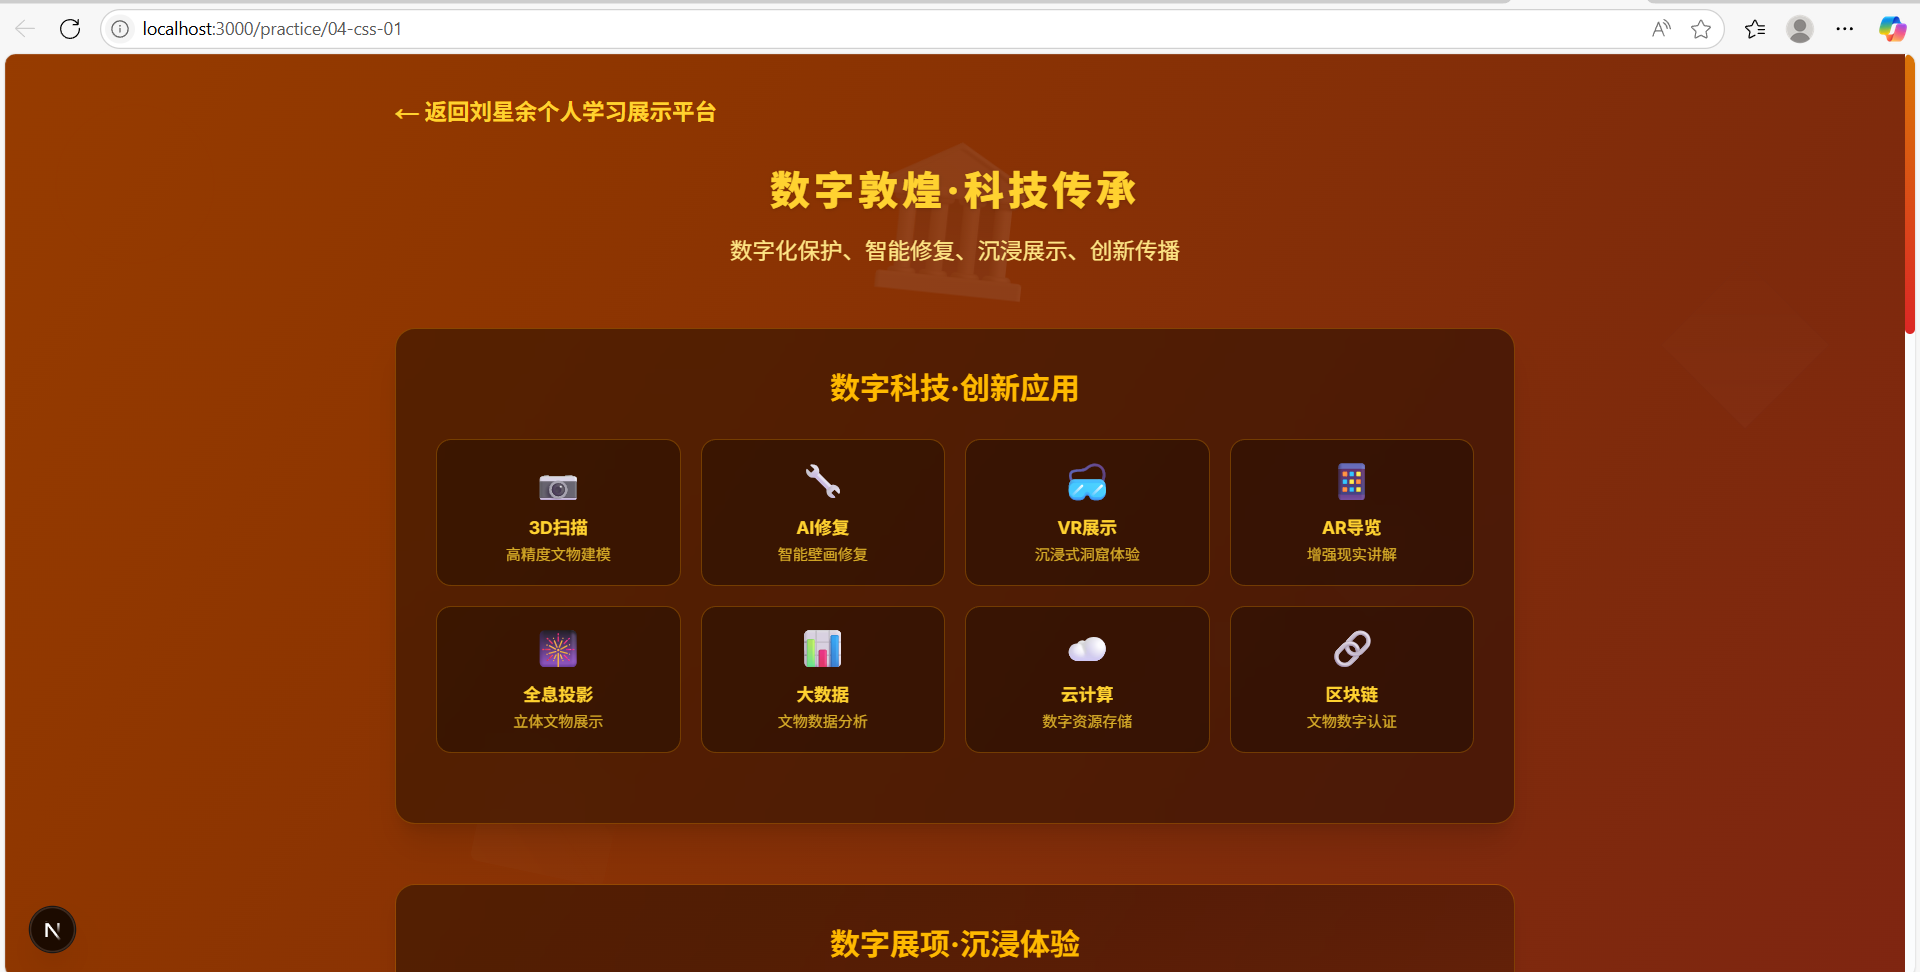 localhost:3000/practice/04-css-01
← 返回刘星余个人学习展示平台
数字敦煌·科技传承
数字化保护、智能修复、沉浸展示、创新传播
数字科技·创新应用
3D扫描
高精度文物建模
AI修复
智能壁画修复
VR展示
沉浸式洞窟体验
AR导览
增强现实讲解
全息投影
立体文物展示
大数据
文物数据分析
云计算
数字资源存储
区块链
文物数字认证
数字展项·沉浸体验
N